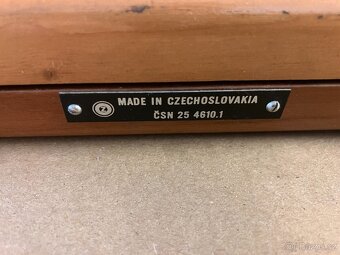 MADE IN CZECHOSLOVAKIA
ČSN 25 4610.1